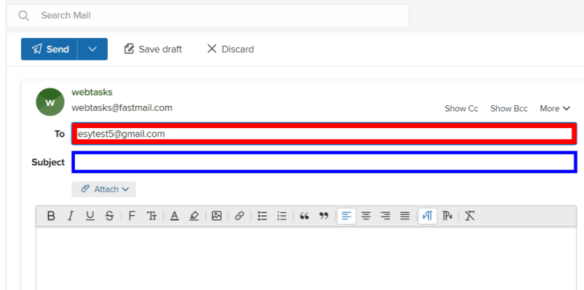 Search Mail
Send Save draft Discard
w
webtasks
webtasks@fastmail.com
Show Cc Show Bcc More
To esytest5@gmail.com
Subject
Attach
B I U S F Tt A